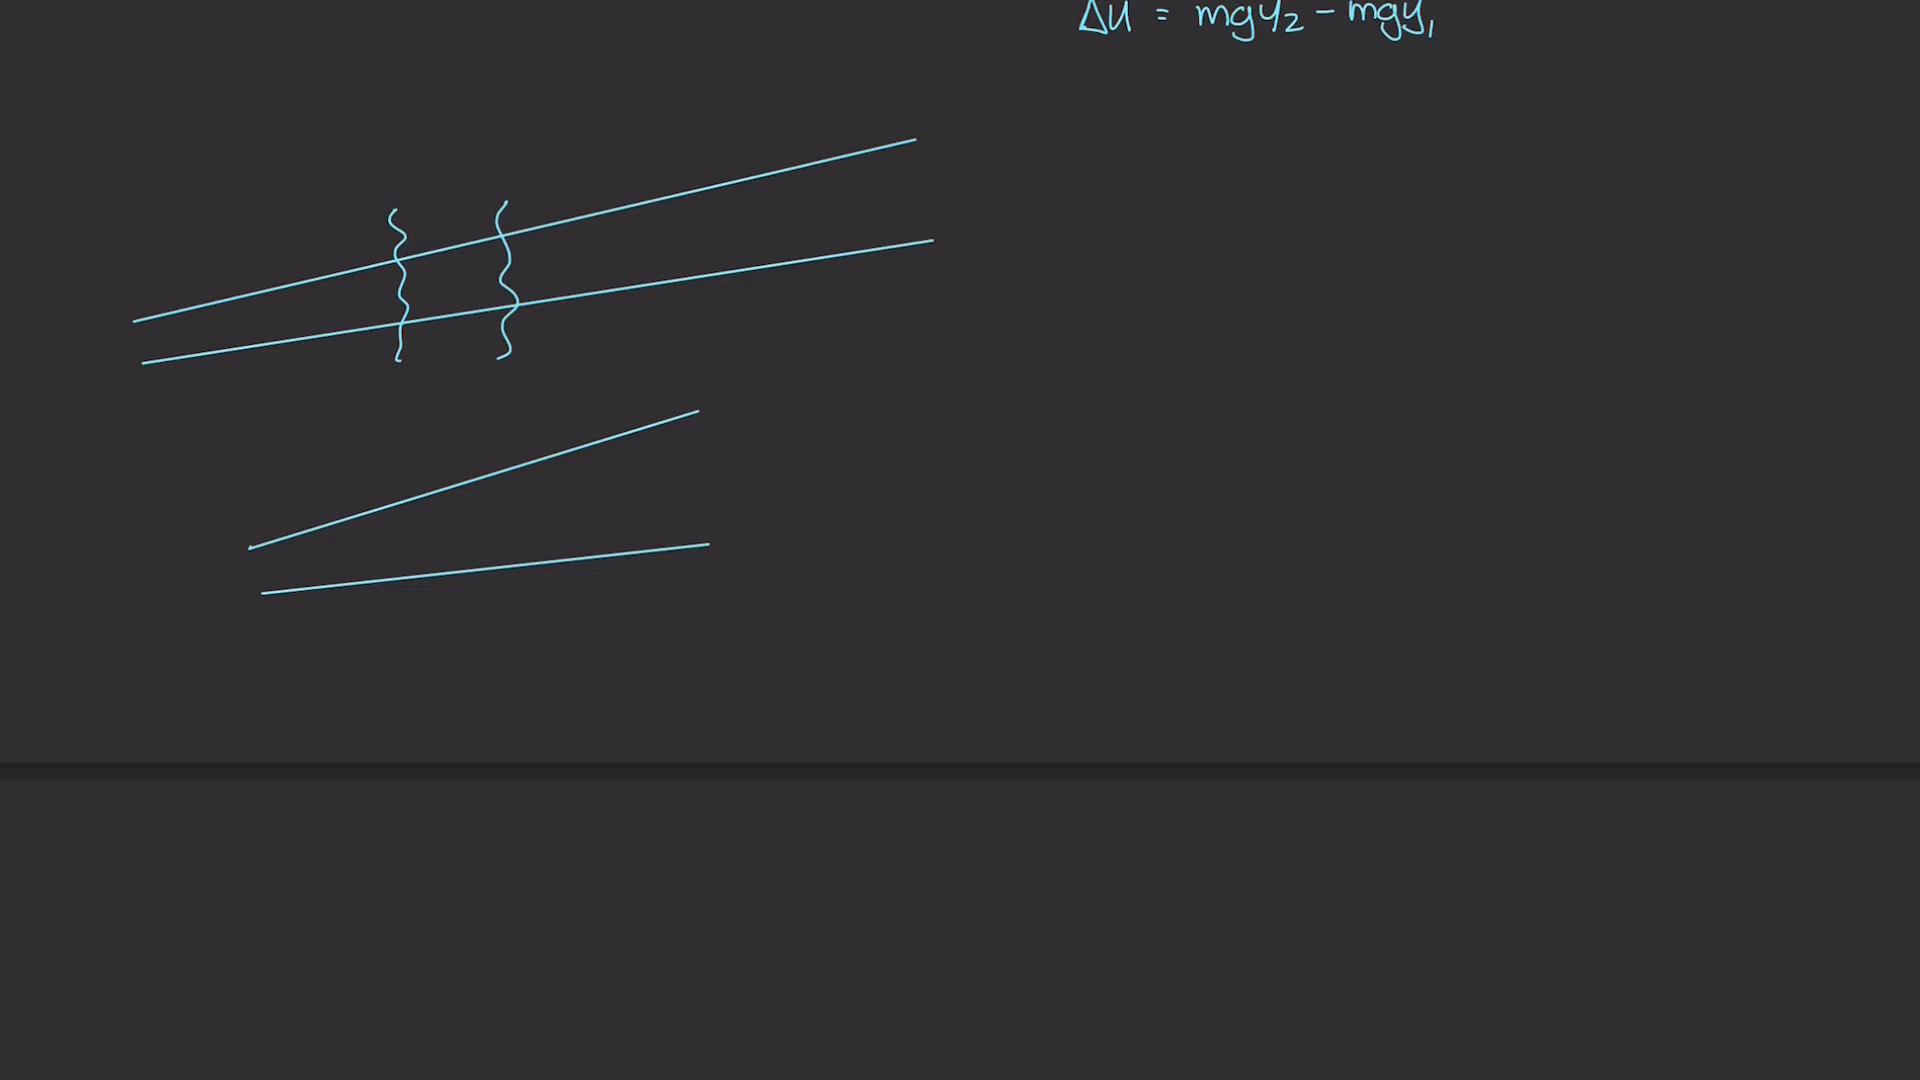 ΔU = mgy₂ - mgy₁